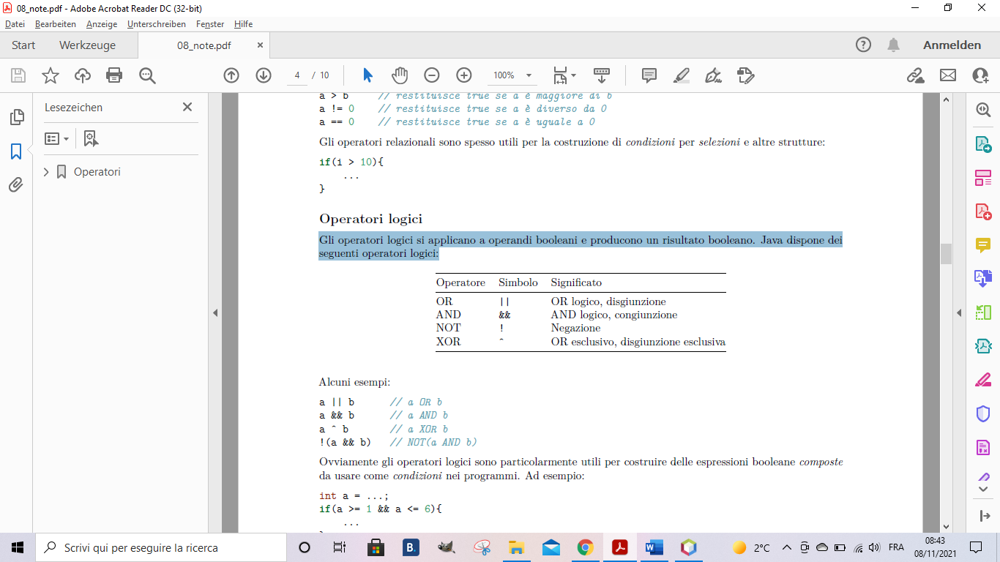 08_note.pdf - Adobe Acrobat Reader DC (32-bit)
Datei Bearbeiten Anzeige Unterschreiben Fenster Hilfe
Start Werkzeuge 08_note.pdf × Anmelden
4 / 10 100%
Lesezeichen
Operatori
a > b // restituisce true se a è maggiore di b
a != 0 // restituisce true se a è diverso da 0
a == 0 // restituisce true se a è uguale a 0
Gli operatori relazionali sono spesso utili per la costruzione di condizioni per selezioni e altre strutture:
if(i > 10){
...
}
Operatori logici
Gli operatori logici si applicano a operandi booleani e producono un risultato booleano. Java dispone dei
seguenti operatori logici:
Operatore Simbolo Significato
OR || OR logico, disgiunzione
AND && AND logico, congiunzione
NOT ! Negazione
XOR ^ OR esclusivo, disgiunzione esclusiva
Alcuni esempi:
a || b // a OR b
a && b // a AND b
a ^ b // a XOR b
!(a && b) // NOT(a AND b)
Ovviamente gli operatori logici sono particolarmente utili per costruire delle espressioni booleane composte
da usare come condizioni nei programmi. Ad esempio:
int a = ...;
if(a >= 1 && a <= 6){
...
Scrivi qui per eseguire la ricerca
B.
2°C
FRA
08:43
08/11/2021